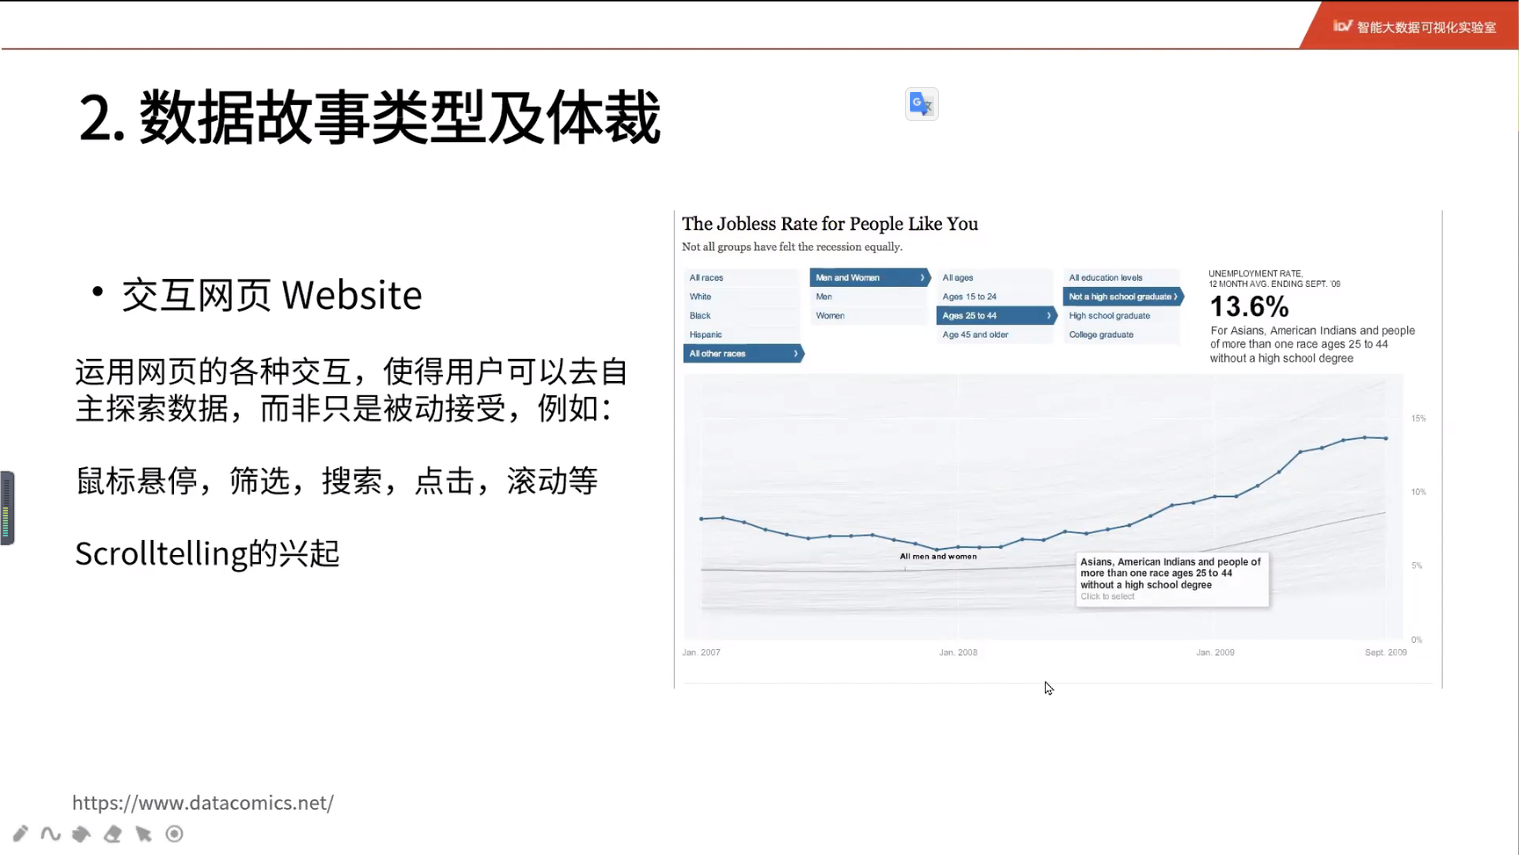 iDV 智能大数据可视化实验室
2. 数据故事类型及体裁
• 交互网页 Website
运用网页的各种交互，使得用户可以去自
主探索数据，而非只是被动接受，例如：
鼠标悬停，筛选，搜索，点击，滚动等
Scrolltelling的兴起
The Jobless Rate for People Like You
Not all groups have felt the recession equally.
All races
White
Black
Hispanic
All other races
Men and Women
Men
Women
All ages
Ages 15 to 24
Ages 25 to 44
Age 45 and older
All education levels
Not a high school graduate
High school graduate
College graduate
UNEMPLOYMENT RATE,
12 MONTH AVG. ENDING SEPT. '09
13.6%
For Asians, American Indians and people
of more than one race ages 25 to 44
without a high school degree
15%
10%
5%
0%
All men and women
Asians, American Indians and people of
more than one race ages 25 to 44
without a high school degree
Click to select
Jan. 2007
Jan. 2008
Jan. 2009
Sept. 2009
https://www.datacomics.net/